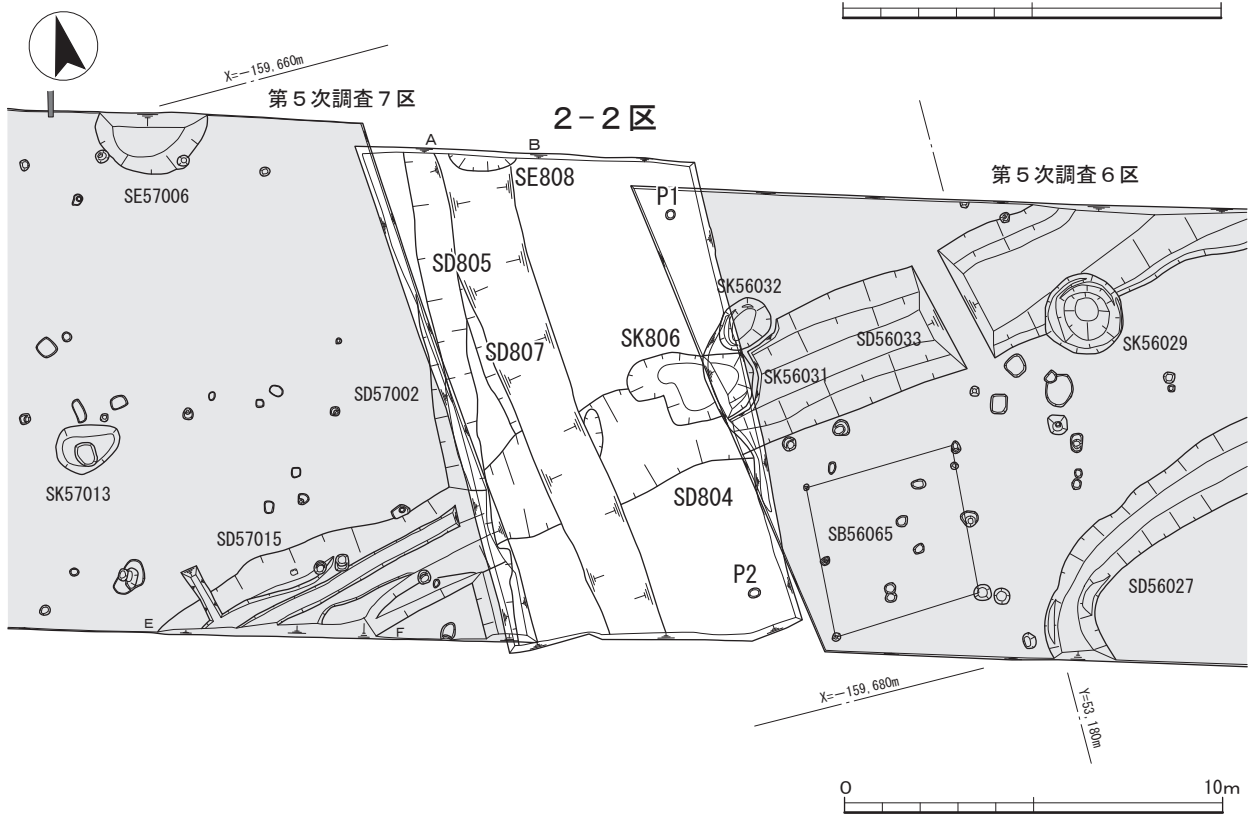 X=-159,660m
第５次調査７区
2-2区
A
B
第５次調査６区
SE57006
SE808
P1
SD805
SK56032
SD807
SK806
SD56033
SK56029
SD57002
SK56031
SK57013
SD804
SD57015
SB56065
P2
SD56027
E
F
X=-159,680m
Y=53,180m
0
10m